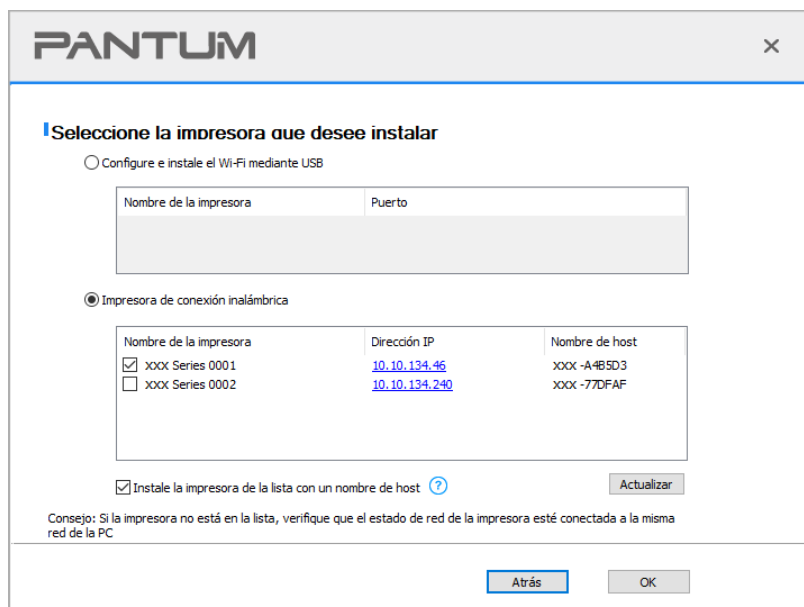 PANTUM
Seleccione la impresora que desee instalar
Configure e instale el Wi-Fi mediante USB
Nombre de la impresora Puerto
Impresora de conexión inalámbrica
Nombre de la impresora Dirección IP Nombre de host
XXX Series 0001 10.10.134.46 XXX -A4B5D3
XXX Series 0002 10.10.134.240 XXX -77DFAF
Instale la impresora de la lista con un nombre de host ? Actualizar
Consejo: Si la impresora no está en la lista, verifique que el estado de red de la impresora esté conectada a la misma
red de la PC
Atrás OK